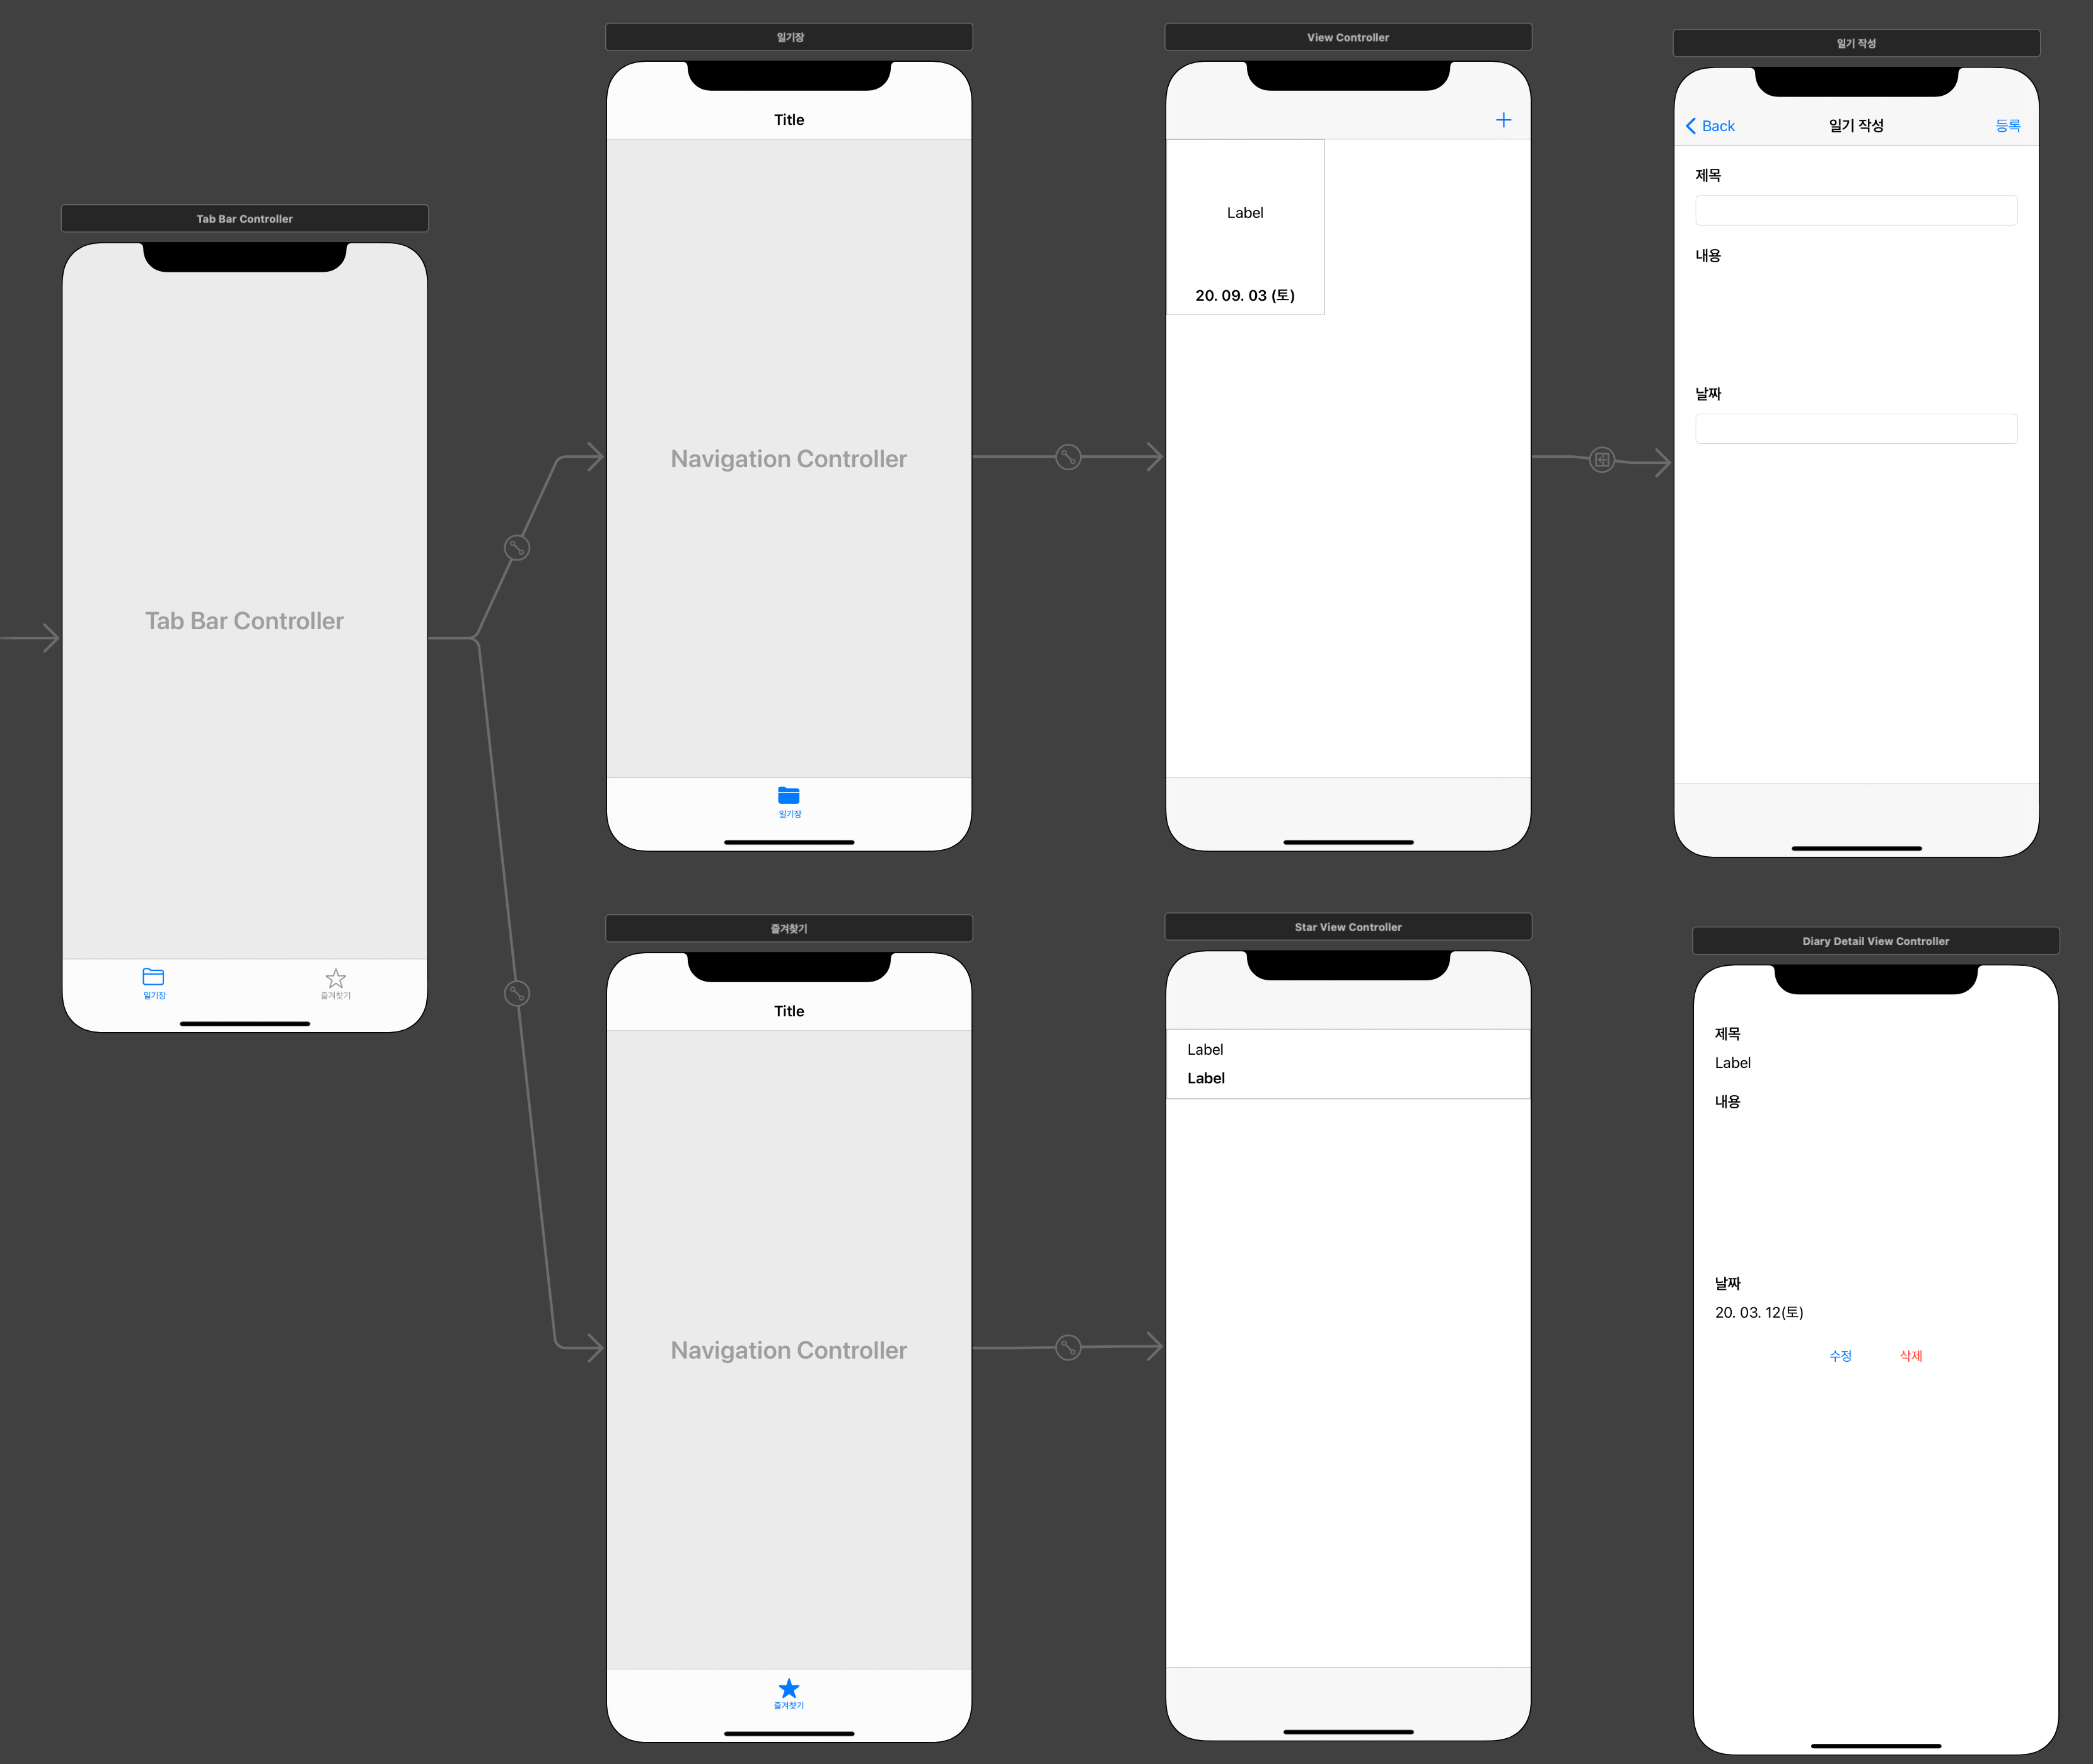 Tab Bar Controller
Tab Bar Controller
일기장
즐겨찾기
일기장
Title
Navigation Controller
일기장
View Controller
Label
20. 09. 03 (토)
일기 작성
Back 일기 작성 등록
제목
내용
날짜
즐겨찾기
Title
Navigation Controller
즐겨찾기
Star View Controller
Label
Label
Diary Detail View Controller
제목
Label
내용
날짜
20. 03. 12(토)
수정 삭제